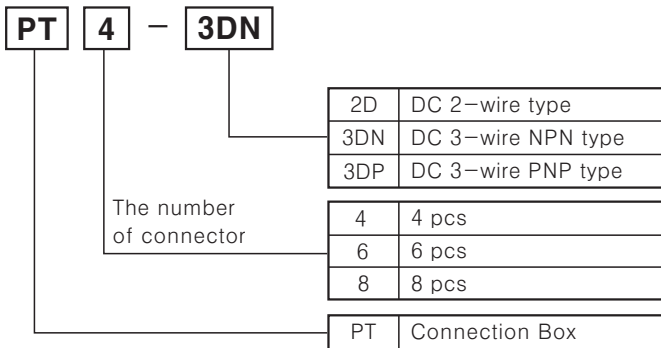 PT 4 − 3DN
2D DC 2−wire type
3DN DC 3−wire NPN type
3DP DC 3−wire PNP type
The number
of connector
4 4 pcs
6 6 pcs
8 8 pcs
PT Connection Box